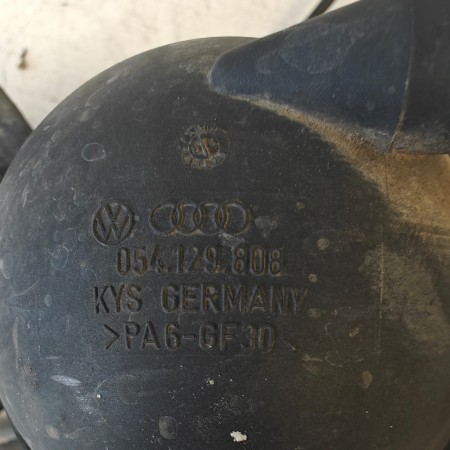 054.129.808
KYS GERMANY
>PA6-GF30<